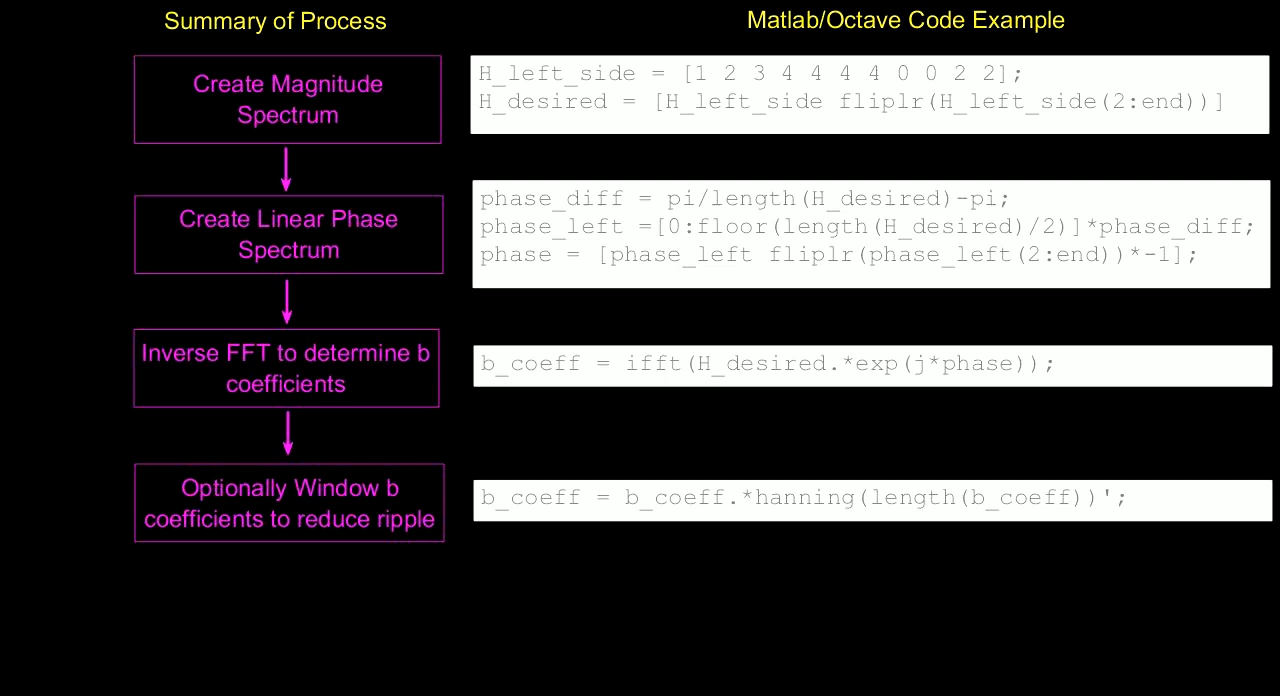 Summary of Process
Matlab/Octave Code Example
Create Magnitude
Spectrum
H_left_side = [1 2 3 4 4 4 4 0 0 2 2];
H_desired = [H_left_side fliplr(H_left_side(2:end))]
Create Linear Phase
Spectrum
phase_diff = pi/length(H_desired)-pi;
phase_left =[0:floor(length(H_desired)/2)]*phase_diff;
phase = [phase_left fliplr(phase_left(2:end))*-1];
Inverse FFT to determine b
coefficients
b_coeff = ifft(H_desired.*exp(j*phase));
Optionally Window b
coefficients to reduce ripple
b_coeff = b_coeff.*hanning(length(b_coeff))';